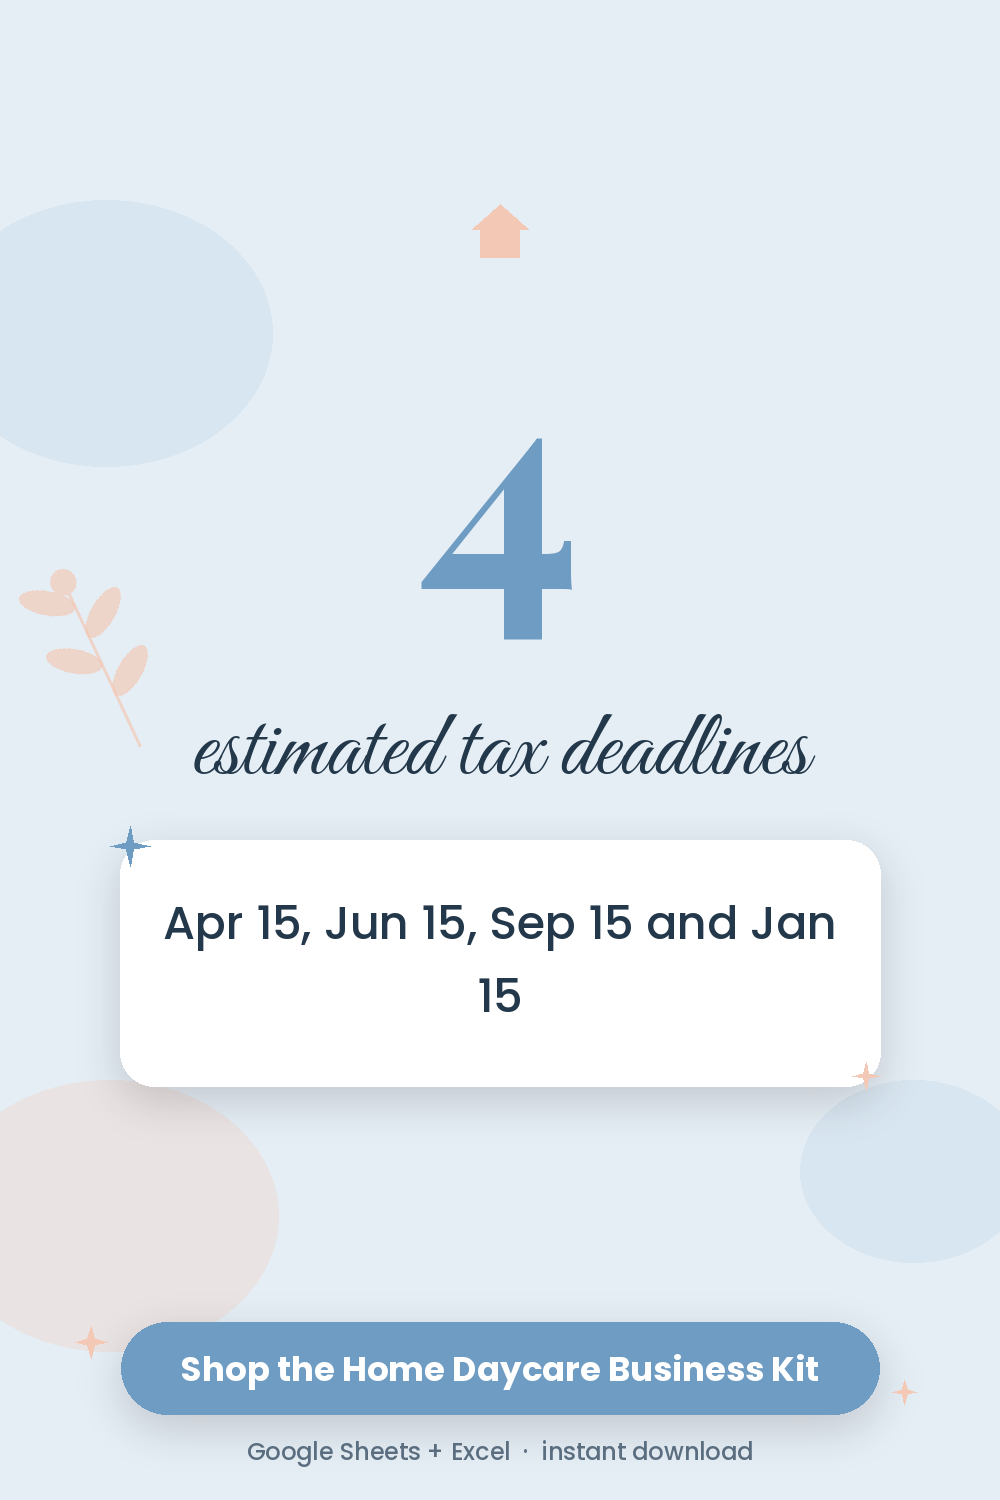 4
estimated tax deadlines
Apr 15, Jun 15, Sep 15 and Jan
15
Shop the Home Daycare Business Kit
Google Sheets + Excel · instant download